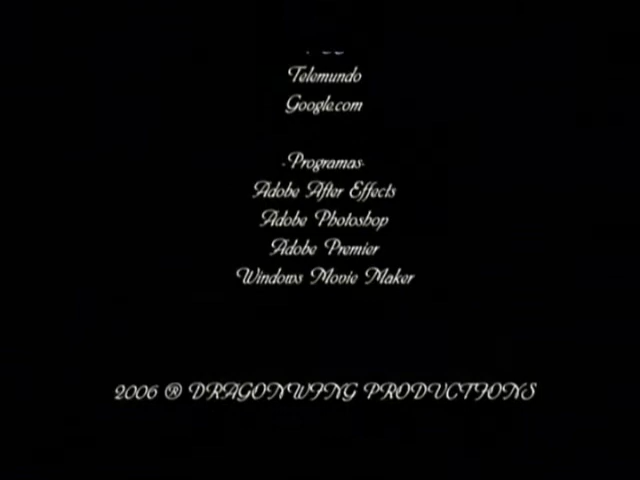 Telemundo
Google.com
-Programas-
Adobe After Effects
Adobe Photoshop
Adobe Premier
Windows Movie Maker
2006 ® DRAGONWING PRODUCTIONS